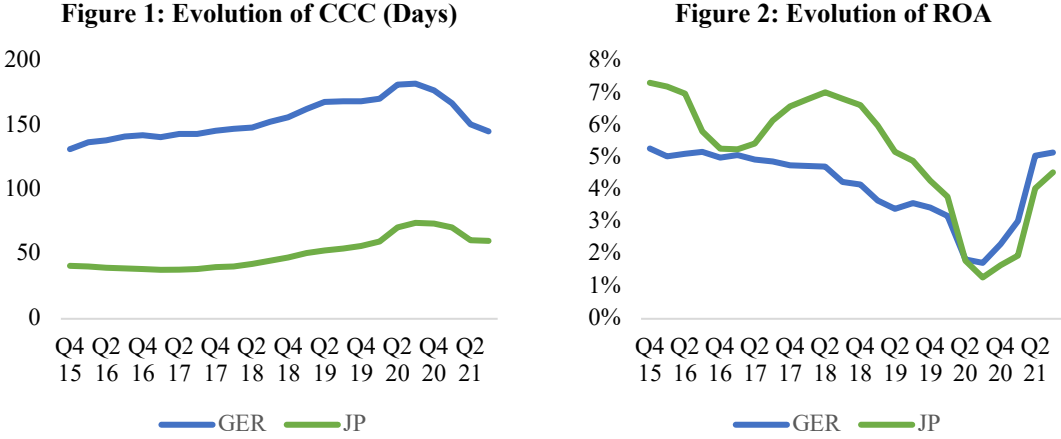 Figure 1: Evolution of CCC (Days)
200
150
100
50
0
Q4 Q2 Q4 Q2 Q4 Q2 Q4 Q2 Q4 Q2 Q4 Q2
15 16 16 17 17 18 18 19 19 20 20 21
GER JP
Figure 2: Evolution of ROA
8%
7%
6%
5%
4%
3%
2%
1%
0%
Q4 Q2 Q4 Q2 Q4 Q2 Q4 Q2 Q4 Q2 Q4 Q2
15 16 16 17 17 18 18 19 19 20 20 21
GER JP